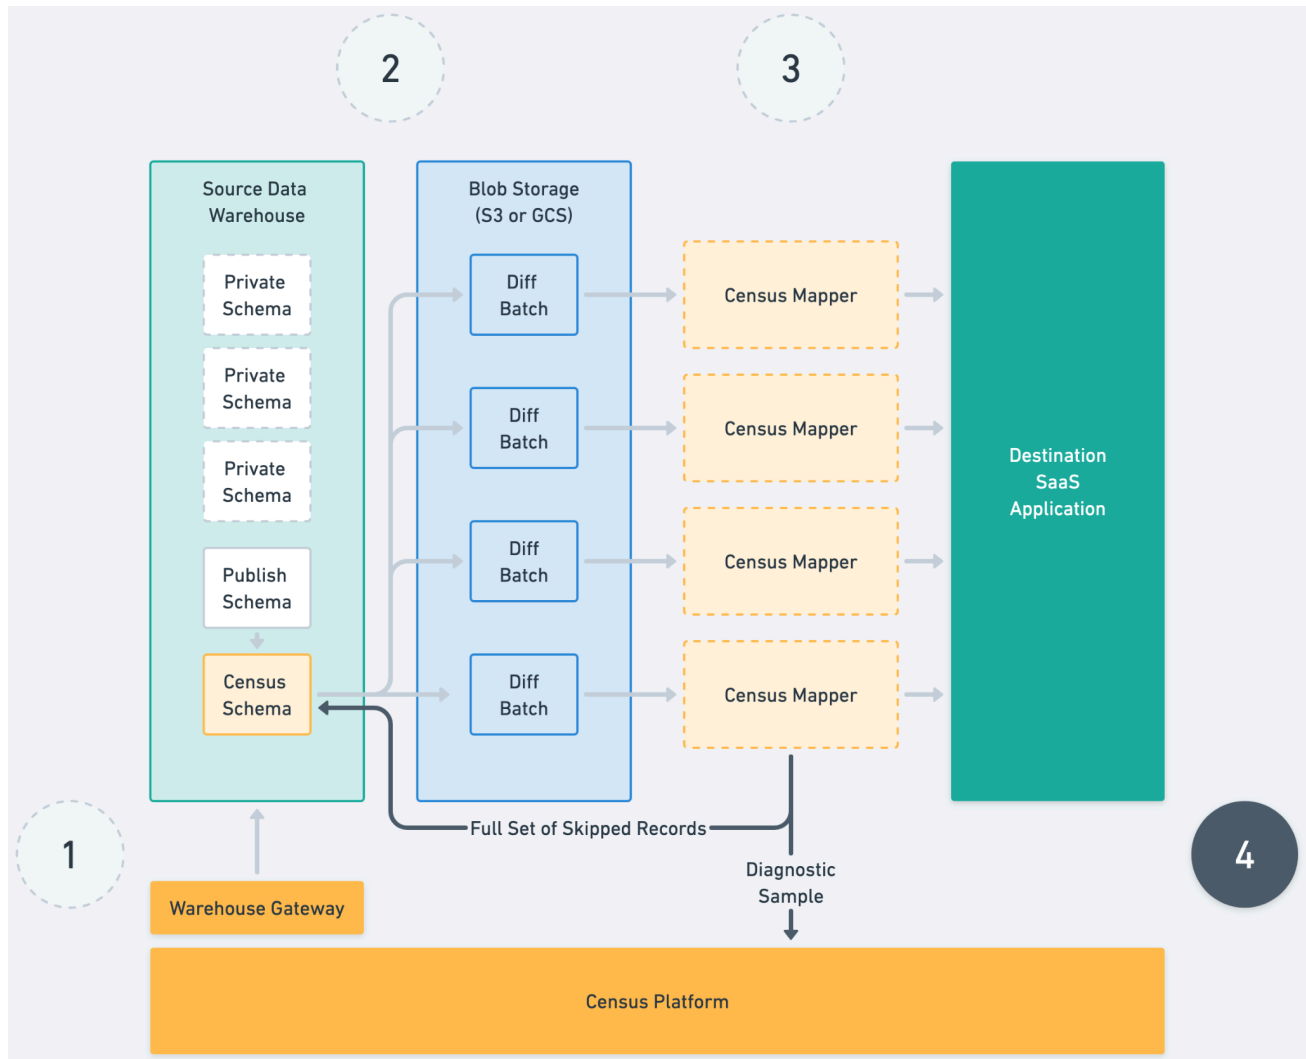 2
3
Source Data
Warehouse
Private
Schema
Private
Schema
Private
Schema
Publish
Schema
Census
Schema
Blob Storage
(S3 or GCS)
Diff
Batch
Diff
Batch
Diff
Batch
Diff
Batch
Census Mapper
Census Mapper
Census Mapper
Census Mapper
Destination
SaaS
Application
1
Full Set of Skipped Records
Diagnostic
Sample
4
Warehouse Gateway
Census Platform